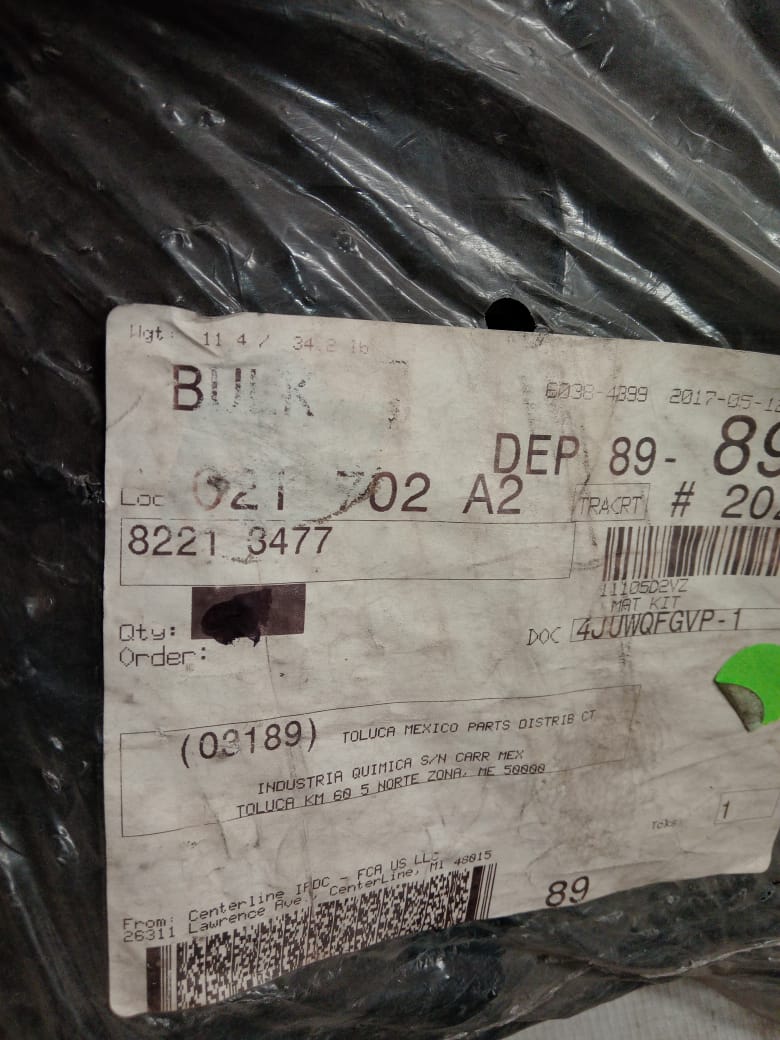 Wgt: 11.4 / 34.2 lb
BULK
6038-4399 2017-05-12
DEP 89- 89
Loc 021 702 A2 TRACRT # 202
8221 3477
11105D2VZ
MAT KIT
Qty:
DOC 4JUWQFGVP-1
Order:
(03189) TOLUCA MEXICO PARTS DISTRIB CT
INDUSTRIA QUIMICA S/N CARR MEX
TOLUCA KM 60 5 NORTE ZONA, ME 50000
Tcks: 1
From: Centerline IPDC - FCA US LLC
26311 Lawrence Ave, CenterLine, MI 48015
89